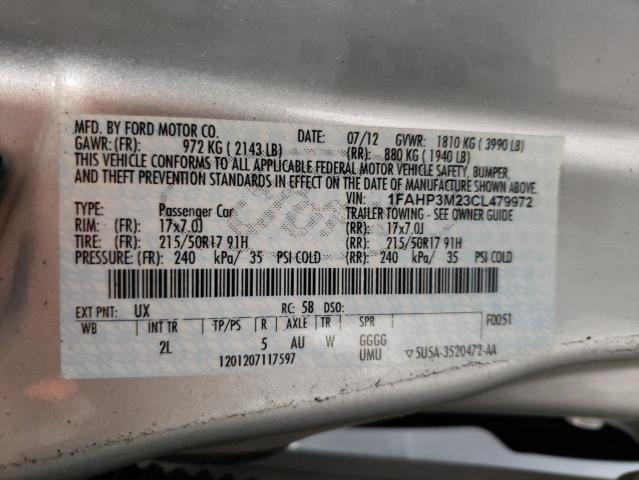 MFD. BY FORD MOTOR CO. DATE: 07/12 GVWR: 1810 KG ( 3990 LB)
GAWR: (FR): 972 KG ( 2143 LB) (RR): 880 KG ( 1940 LB)
THIS VEHICLE CONFORMS TO ALL APPLICABLE FEDERAL MOTOR VEHICLE SAFETY, BUMPER,
AND THEFT PREVENTION STANDARDS IN EFFECT ON THE DATE OF MANUFACTURE SHOWN ABOVE.
VIN: 1FAHP3M23CL479972
TYPE: Passenger Car TRAILER TOWING - SEE OWNER GUIDE
RIM: (FR) 17x7.0J (RR) 17x7.0J
TIRE: (FR) 215/50R17 91H (RR) 215/50R17 91H
PRESSURE: (FR) 240 kPa/ 35 PSI COLD (RR) 240 kPa/ 35 PSI COLD
EXT PNT: UX RC: 58 DSO: F0051
WB INT TR TP/PS R AXLE TR SPR
2L 5 AU W GGGG
1201207117597 UMU ▽5U5A-3520472-AA